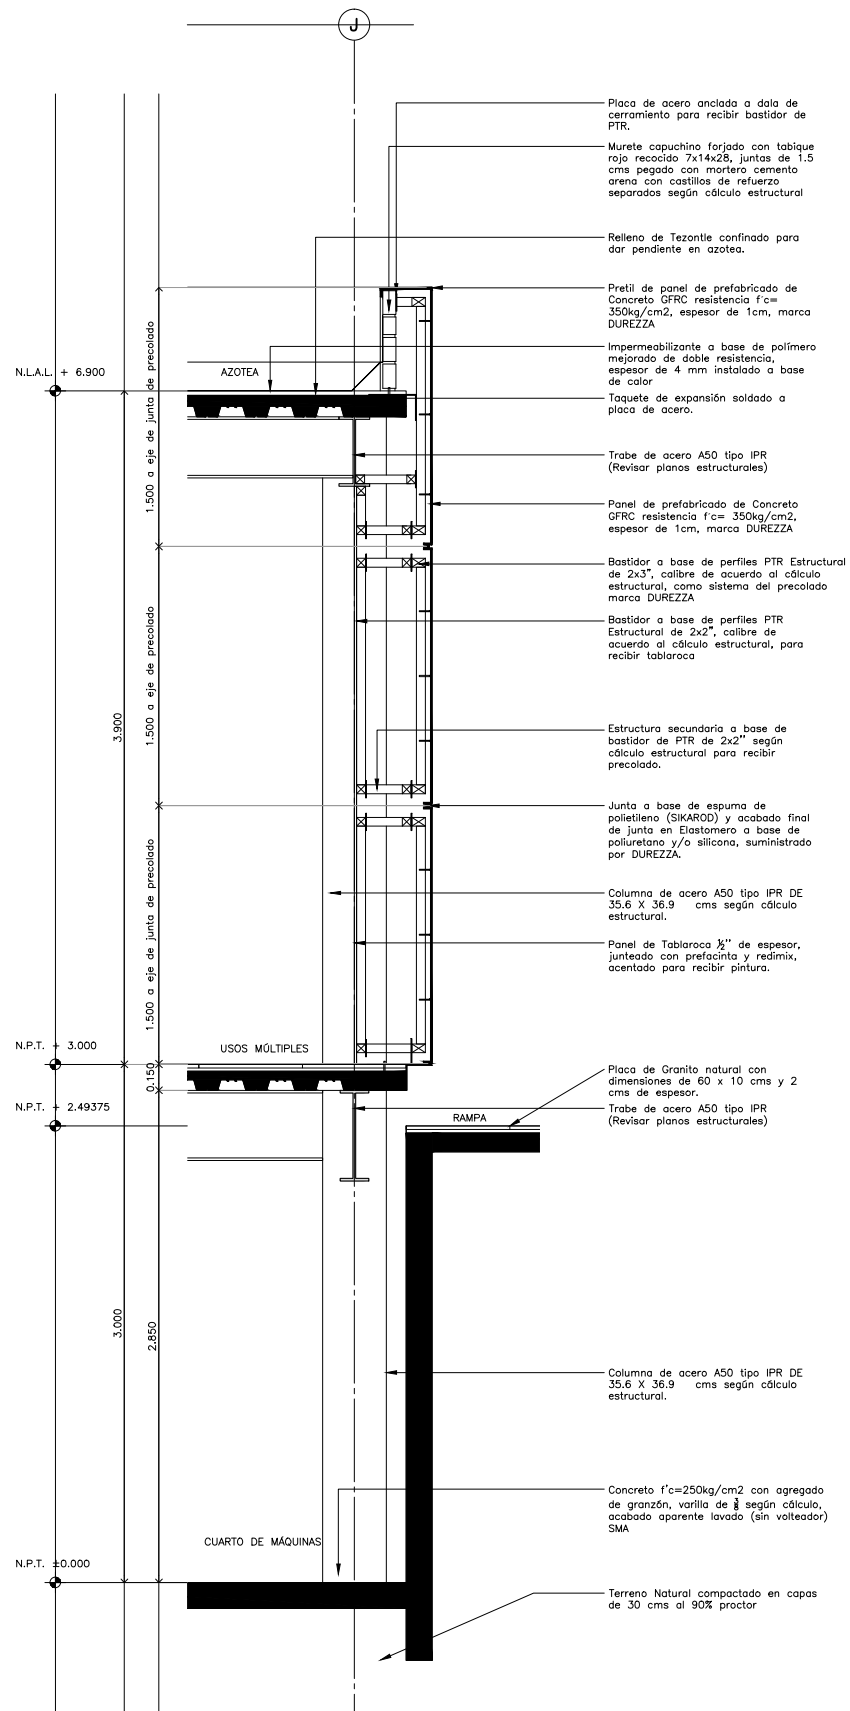 J
Placa de acero anclada a dala de
cerramiento para recibir bastidor de
PTR.
Murete capuchino forjado con tabique
rojo recocido 7x14x28, juntas de 1.5
cms pegado con mortero cemento
arena con castillos de refuerzo
separados según cálculo estructural
Relleno de Tezontle confinado para
dar pendiente en azotea.
Pretil de panel de prefabricado de
Concreto GFRC resistencia f'c=
350kg/cm2, espesor de 1cm, marca
DUREZZA
Impermeabilizante a base de polímero
mejorado de doble resistencia,
espesor de 4 mm instalado a base
de calor
Taquete de expansión soldado a
placa de acero.
N.L.A.L. + 6.900
AZOTEA
1.500 a eje de junta de precolado
Trabe de acero A50 tipo IPR
(Revisar planos estructurales)
Panel de prefabricado de Concreto
GFRC resistencia f'c= 350kg/cm2,
espesor de 1cm, marca DUREZZA
Bastidor a base de perfiles PTR Estructural
de 2x3", calibre de acuerdo al cálculo
estructural, como sistema del precolado
marca DUREZZA
Bastidor a base de perfiles PTR
Estructural de 2x2", calibre de
acuerdo al cálculo estructural, para
recibir tablaroca
1.500 a eje de precolado
3.900
Estructura secundaria a base de
bastidor de PTR de 2x2'' según
cálculo estructural para recibir
precolado.
Junta a base de espuma de
polietileno (SIKAROD) y acabado final
de junta en Elastomero a base de
poliuretano y/o silicona, suministrado
por DUREZZA.
1.500 a eje de junta de precolado
Columna de acero A50 tipo IPR DE
35.6 X 36.9 cms según cálculo
estructural.
Panel de Tablaroca ½'' de espesor,
junteado con prefacinta y redimix,
acentado para recibir pintura.
N.P.T. + 3.000
USOS MÚLTIPLES
0.150
Placa de Granito natural con
dimensiones de 60 x 10 cms y 2
cms de espesor.
N.P.T. + 2.49375
RAMPA
Trabe de acero A50 tipo IPR
(Revisar planos estructurales)
3.000
2.850
Columna de acero A50 tipo IPR DE
35.6 X 36.9 cms según cálculo
estructural.
Concreto f'c=250kg/cm2 con agregado
de granzón, varilla de ⅜ según cálculo,
acabado aparente lavado (sin volteador)
SMA
CUARTO DE MÁQUINAS
N.P.T. ±0.000
Terreno Natural compactado en capas
de 30 cms al 90% proctor